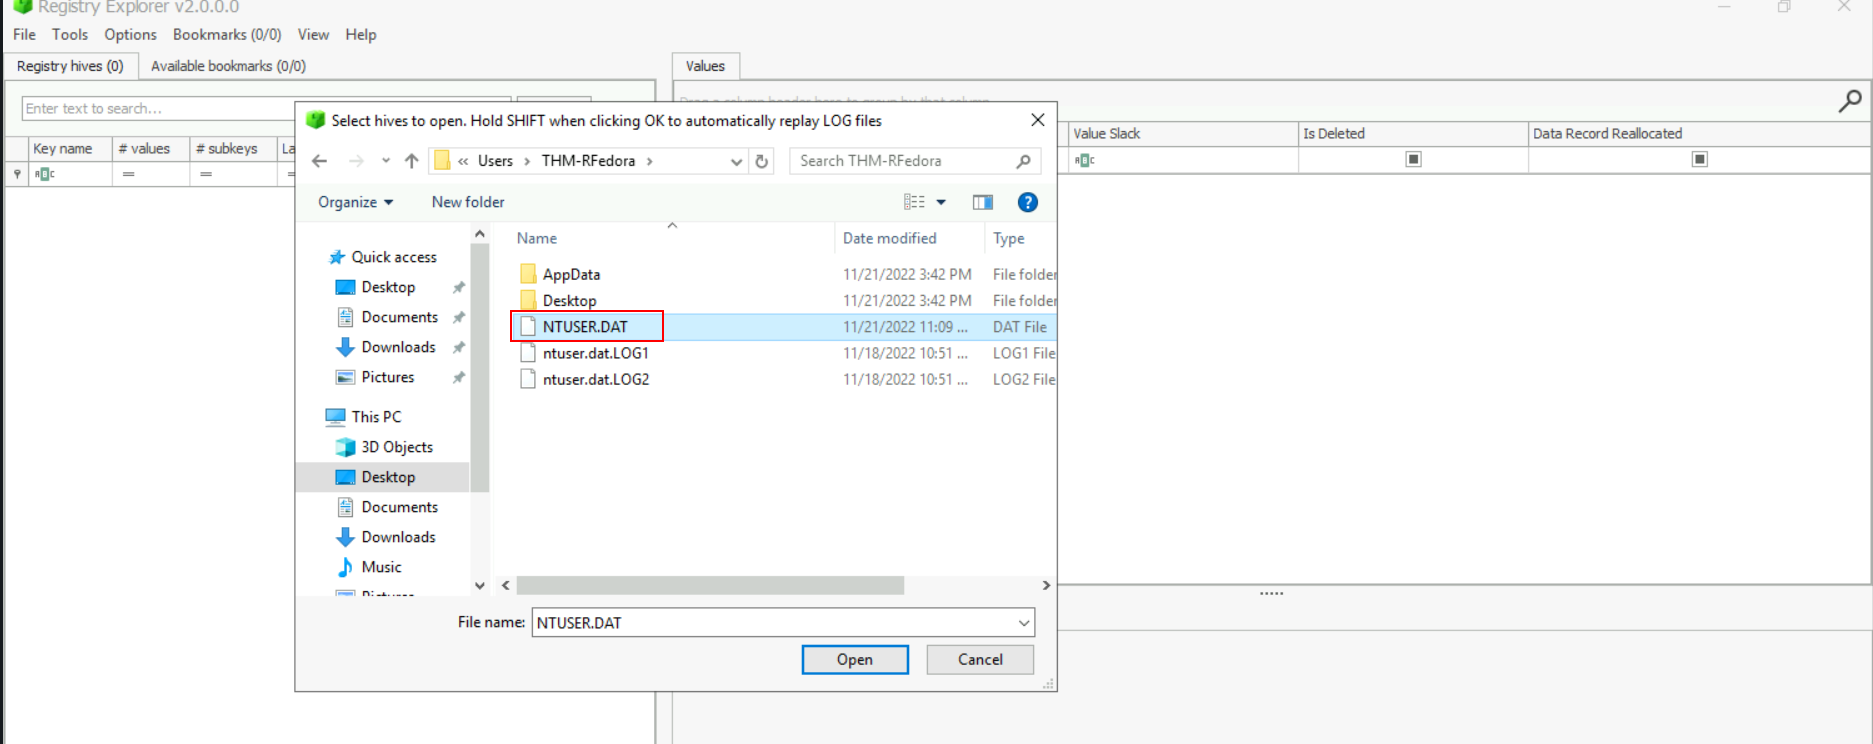 Registry Explorer v2.0.0.0
File Tools Options Bookmarks (0/0) View Help
Registry hives (0) Available bookmarks (0/0)
Values
Enter text to search...
Key name # values # subkeys La
Value Slack Is Deleted Data Record Reallocated
Select hives to open. Hold SHIFT when clicking OK to automatically replay LOG files
« Users > THM-RFedora >
Search THM-RFedora
Organize New folder
Name Date modified Type
Quick access
Desktop
Documents
Downloads
Pictures
This PC
3D Objects
Desktop
Documents
Downloads
Music
Pictures
AppData 11/21/2022 3:42 PM File folder
Desktop 11/21/2022 3:42 PM File folder
NTUSER.DAT 11/21/2022 11:09 ... DAT File
ntuser.dat.LOG1 11/18/2022 10:51 ... LOG1 File
ntuser.dat.LOG2 11/18/2022 10:51 ... LOG2 File
File name: NTUSER.DAT
Open Cancel